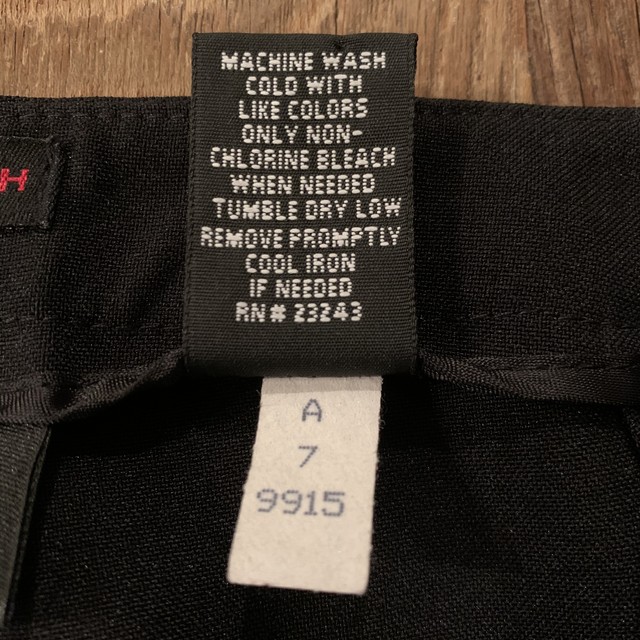 MACHINE WASH
COLD WITH
LIKE COLORS
ONLY NON-
CHLORINE BLEACH
WHEN NEEDED
TUMBLE DRY LOW
REMOVE PROMPTLY
COOL IRON
IF NEEDED
RN# 23243
H
A
7
9915